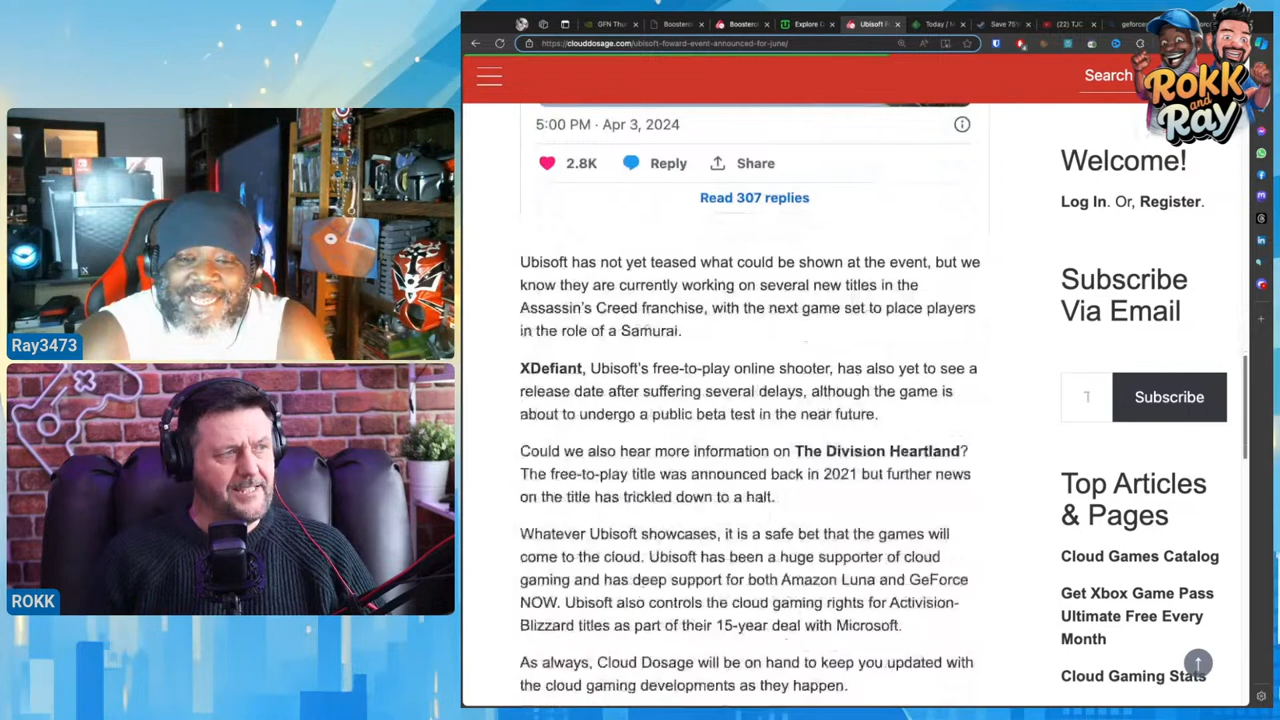 GFN Thu
Boostero
Boostero
Explore C
Ubisoft F
Today / M
Save 75%
(22) TJC
geforce
https://clouddosage.com/ubisoft-foward-event-announced-for-june/
Search
ROKK
and
Ray
5:00 PM · Apr 3, 2024
2.8K
Reply
Share
Read 307 replies
Ubisoft has not yet teased what could be shown at the event, but we
know they are currently working on several new titles in the
Assassin's Creed franchise, with the next game set to place players
in the role of a Samurai.
XDefiant, Ubisoft's free-to-play online shooter, has also yet to see a
release date after suffering several delays, although the game is
about to undergo a public beta test in the near future.
Could we also hear more information on The Division Heartland?
The free-to-play title was announced back in 2021 but further news
on the title has trickled down to a halt.
Whatever Ubisoft showcases, it is a safe bet that the games will
come to the cloud. Ubisoft has been a huge supporter of cloud
gaming and has deep support for both Amazon Luna and GeForce
NOW. Ubisoft also controls the cloud gaming rights for Activision-
Blizzard titles as part of their 15-year deal with Microsoft.
As always, Cloud Dosage will be on hand to keep you updated with
the cloud gaming developments as they happen.
Welcome!
Log In. Or, Register.
Subscribe
Via Email
Subscribe
Top Articles
& Pages
Cloud Games Catalog
Get Xbox Game Pass
Ultimate Free Every
Month
Cloud Gaming Stats
Ray3473
ROKK